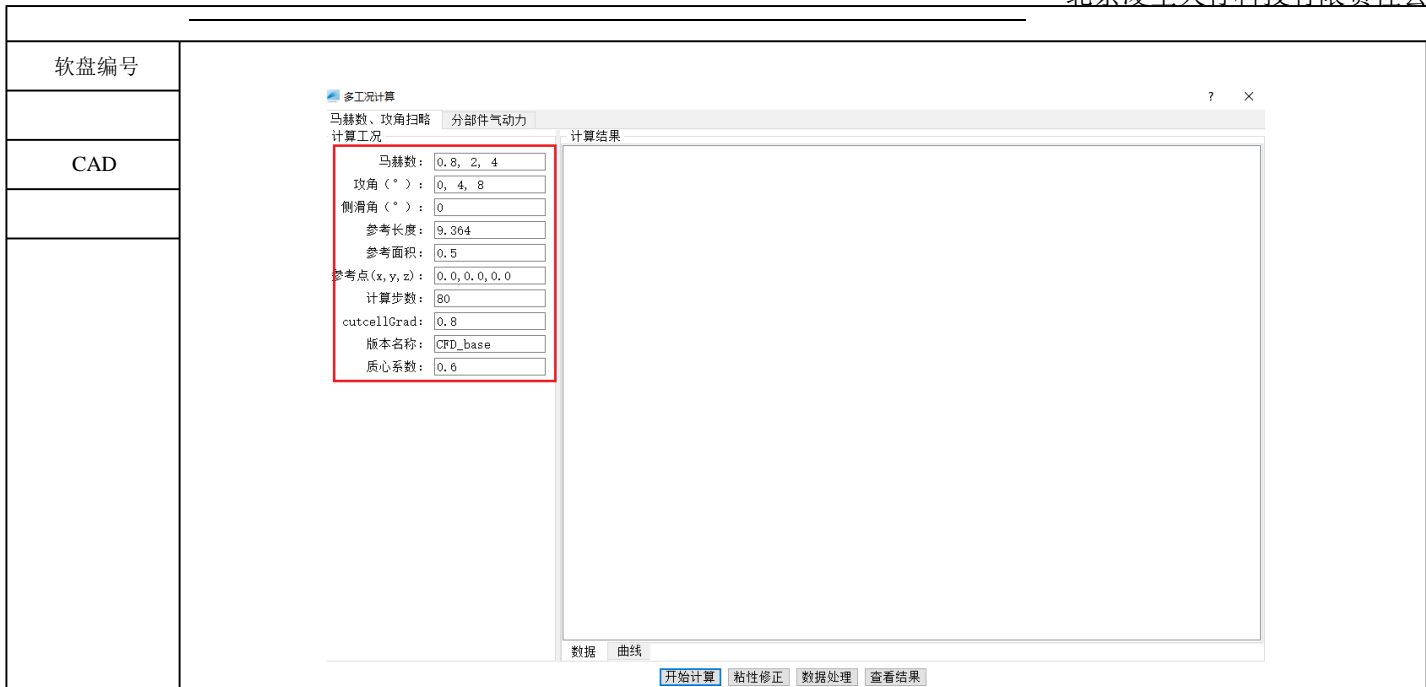 软盘编号
CAD
多工况计算
? ×
马赫数、攻角扫略 分部件气动力
计算工况 计算结果
马赫数: 0.8, 2, 4
攻角(°): 0, 4, 8
侧滑角(°): 0
参考长度: 9.364
参考面积: 0.5
参考点(x,y,z): 0.0,0.0,0.0
计算步数: 80
cutcellGrad: 0.8
版本名称: CFD_base
质心系数: 0.6
数据 曲线
开始计算 粘性修正 数据处理 查看结果